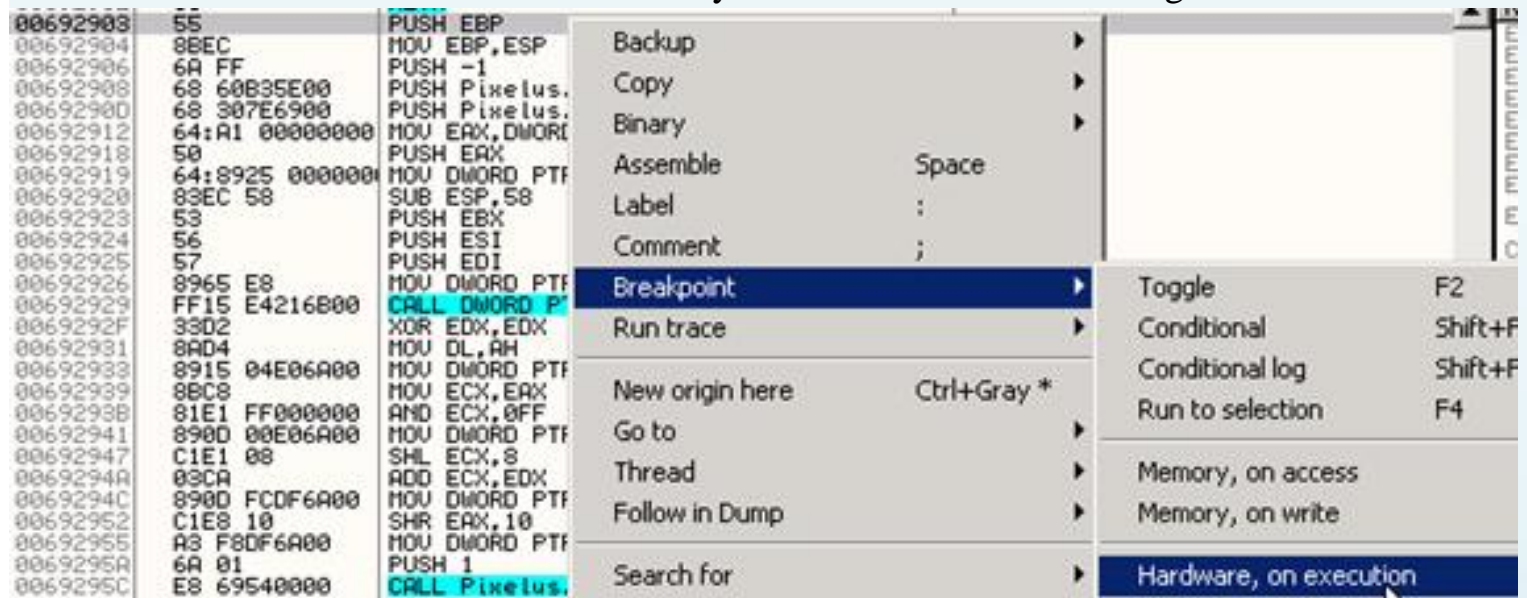 00692903 55 PUSH EBP
00692904 8BEC MOV EBP,ESP
00692906 6A FF PUSH -1
00692908 68 60B35E00 PUSH Pixelus.
0069290D 68 307E6900 PUSH Pixelus.
00692912 64:A1 00000000 MOV EAX,DWORD
00692918 50 PUSH EAX
00692919 64:8925 000000 MOV DWORD PTR
00692920 83EC 58 SUB ESP,58
00692923 53 PUSH EBX
00692924 56 PUSH ESI
00692925 57 PUSH EDI
00692926 8965 E8 MOV DWORD PTR
00692929 FF15 E4216B00 CALL DWORD P
0069292F 33D2 XOR EDX,EDX
00692931 8AD4 MOV DL,AH
00692933 8915 04E06A00 MOV DWORD PTR
00692939 8BC8 MOV ECX,EAX
0069293B 81E1 FF000000 AND ECX,0FF
00692941 890D 00E06A00 MOV DWORD PTR
00692947 C1E1 08 SHL ECX,8
0069294A 03CA ADD ECX,EDX
0069294C 890D FCDF6A00 MOV DWORD PTR
00692952 C1E8 10 SHR EAX,10
00692955 A3 F8DF6A00 MOV DWORD PTR
0069295A 6A 01 PUSH 1
0069295C E8 69540000 CALL Pixelus.
Backup
Copy
Binary
Assemble Space
Label :
Comment ;
Breakpoint
Run trace
New origin here Ctrl+Gray *
Go to
Thread
Follow in Dump
Search for
Toggle F2
Conditional Shift+F
Conditional log Shift+F
Run to selection F4
Memory, on access
Memory, on write
Hardware, on execution